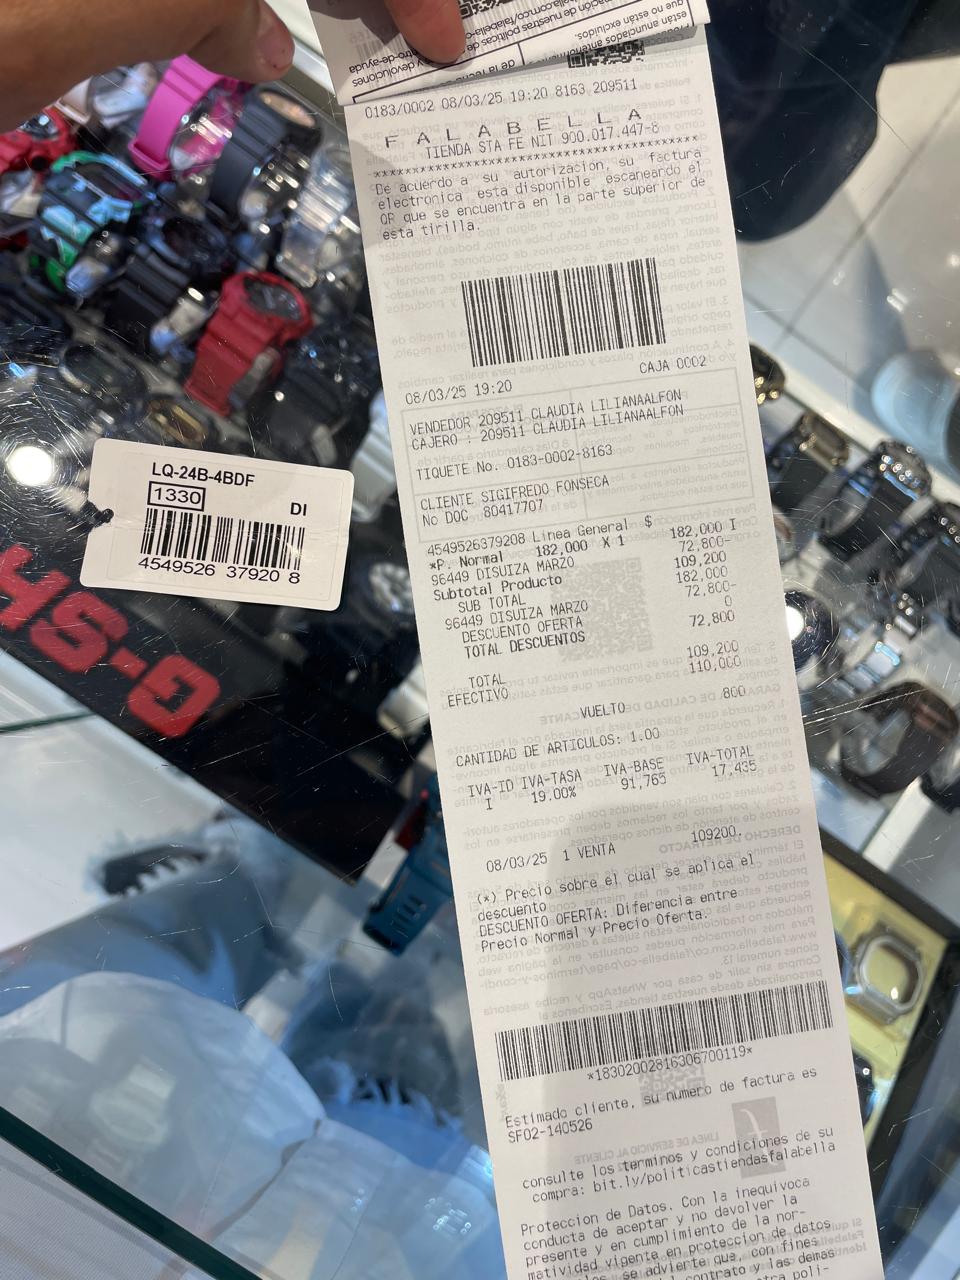 0183/0002 08/03/25 19:20 8163 209511
F A L A B E L L A
TIENDA STA FE NIT 900.017.447-8
De acuerdo a su autorizacion, su factura
electronica esta disponible escaneando el
QR que se encuentra en la parte superior de
esta tirilla.
08/03/25 19:20 CAJA 0002
VENDEDOR 209511 CLAUDIA LILIANAALFON
CAJERO : 209511 CLAUDIA LILIANAALFON
TIQUETE No. 0183-0002-8163
CLIENTE SIGIFREDO FONSECA
No DOC 80417707
4549526379208 Linea General $
*P. Normal 182,000 X 1 182,000 I
96449 DISUIZA MARZO 72,800-
Subtotal Producto 109,200
SUB TOTAL 182,000
96449 DISUIZA MARZO 72,800-
DESCUENTO OFERTA 0
TOTAL DESCUENTOS 72,800
TOTAL 109,200
EFECTIVO 110,000
VUELTO 800
CANTIDAD DE ARTICULOS: 1.00
IVA-ID IVA-TASA IVA-BASE IVA-TOTAL
I 19.00% 91,765 17,435
08/03/25 1 VENTA 109200.
(*) Precio sobre el cual se aplica el
descuento
DESCUENTO OFERTA: Diferencia entre
Precio Normal y Precio Oferta.
*18302002816306700119*
Estimado cliente, su numero de factura es
SF02-140526
consulte los terminos y condiciones de su
compra: bit.ly/politicastiendasfalabella
Proteccion de Datos. Con la inequivoca
conducta de aceptar y no devolver la
presente y en cumplimiento de la nor-
matividad vigente en proteccion de datos
se advierte que, con fines
contrato y las demas
poli-
LQ-24B-4BDF
1330 DI
4549526 37920 8
G-SH